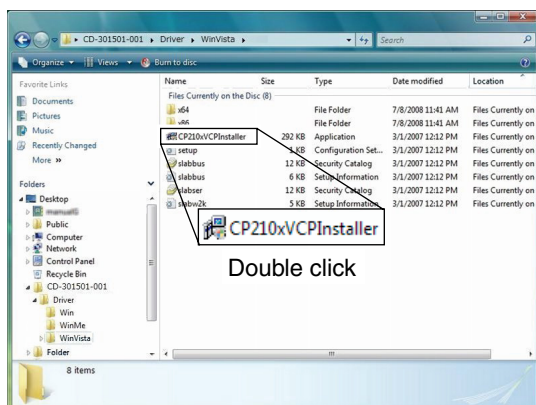 CD-301501-001 ▸ Driver ▸ WinVista ▸
Search
Organize Views Burn to disc
Favorite Links
Documents
Pictures
Music
Recently Changed
More »
Folders
Desktop
Public
Computer
Network
Control Panel
Recycle Bin
CD-301501-001
Driver
Win
WinMe
WinVista
Folder
Name Size Type Date modified Location
Files Currently on the Disc (8)
x64 File Folder 7/8/2008 11:41 AM Files Currently on
x86 File Folder 7/8/2008 11:41 AM Files Currently on
CP210xVCPInstaller 292 KB Application 3/1/2007 12:12 PM Files Currently on
setup 1 KB Configuration Set... 3/1/2007 12:12 PM Files Currently on
slabbus 12 KB Security Catalog 3/1/2007 12:12 PM Files Currently on
slabbus 6 KB Setup Information 3/1/2007 12:12 PM Files Currently on
slabser 12 KB Security Catalog 3/1/2007 12:12 PM Files Currently on
slabw2k 5 KB Setup Information 3/1/2007 12:12 PM Files Currently on
CP210xVCPInstaller
Double click
8 items